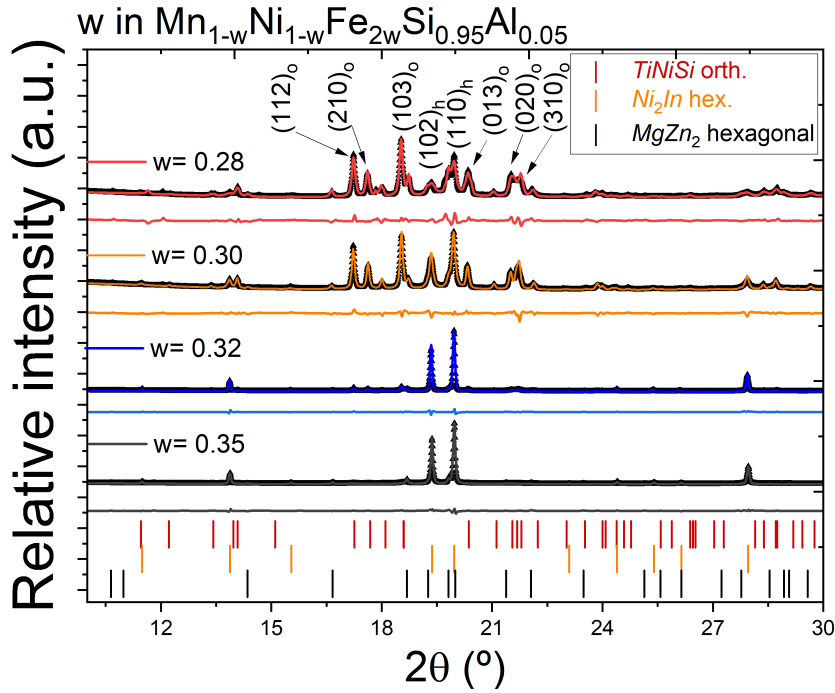 w in Mn1-wNi1-wFe2wSi0.95Al0.05
Relative intensity (a.u.)
TiNiSi orth.
Ni2In hex.
MgZn2 hexagonal
(112)o
(210)o
(103)o
(102)h
(110)h
(013)o
(020)o
(310)o
w= 0.28
w= 0.30
w= 0.32
w= 0.35
12 15 18 21 24 27 30
2θ (º)